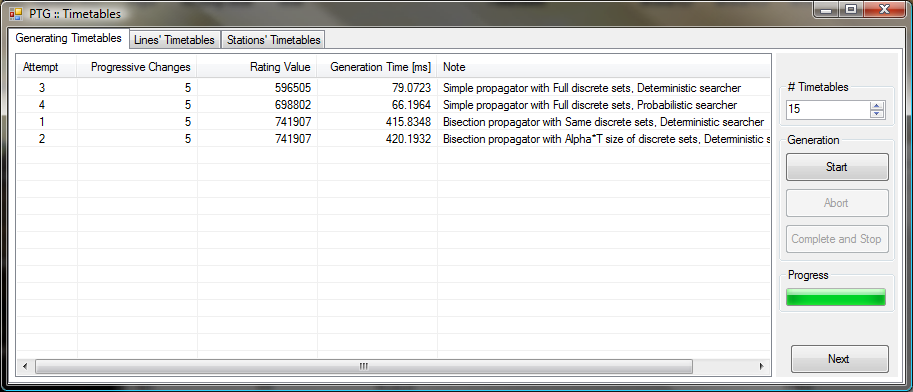 PTG :: Timetables
Generating Timetables Lines' Timetables Stations' Timetables
Attempt Progressive Changes Rating Value Generation Time [ms] Note
3 5 596505 79.0723 Simple propagator with Full discrete sets, Deterministic searcher
4 5 698802 66.1964 Simple propagator with Full discrete sets, Probabilistic searcher
1 5 741907 415.8348 Bisection propagator with Same discrete sets, Deterministic searcher
2 5 741907 420.1932 Bisection propagator with Alpha*T size of discrete sets, Deterministic s
# Timetables
15
Generation
Start
Abort
Complete and Stop
Progress
Next